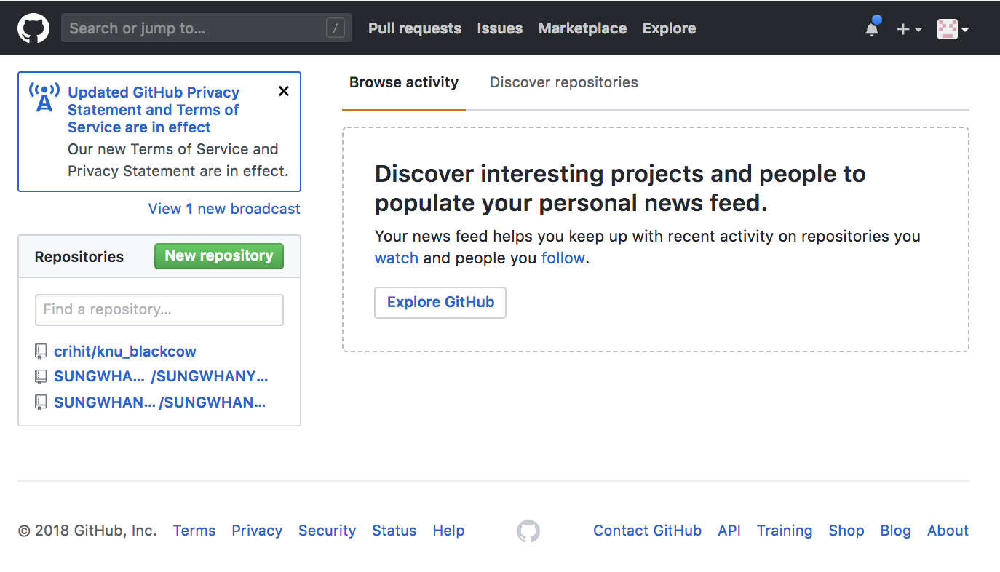 Search or jump to... / Pull requests Issues Marketplace Explore
Updated GitHub Privacy
Statement and Terms of
Service are in effect
Our new Terms of Service and
Privacy Statement are in effect.
View 1 new broadcast
Repositories New repository
Find a repository...
crihit/knu_blackcow
SUNGWHA... /SUNGWHANY...
SUNGWHAN... /SUNGWHAN...
Browse activity Discover repositories
Discover interesting projects and people to
populate your personal news feed.
Your news feed helps you keep up with recent activity on repositories you
watch and people you follow.
Explore GitHub
© 2018 GitHub, Inc. Terms Privacy Security Status Help Contact GitHub API Training Shop Blog About